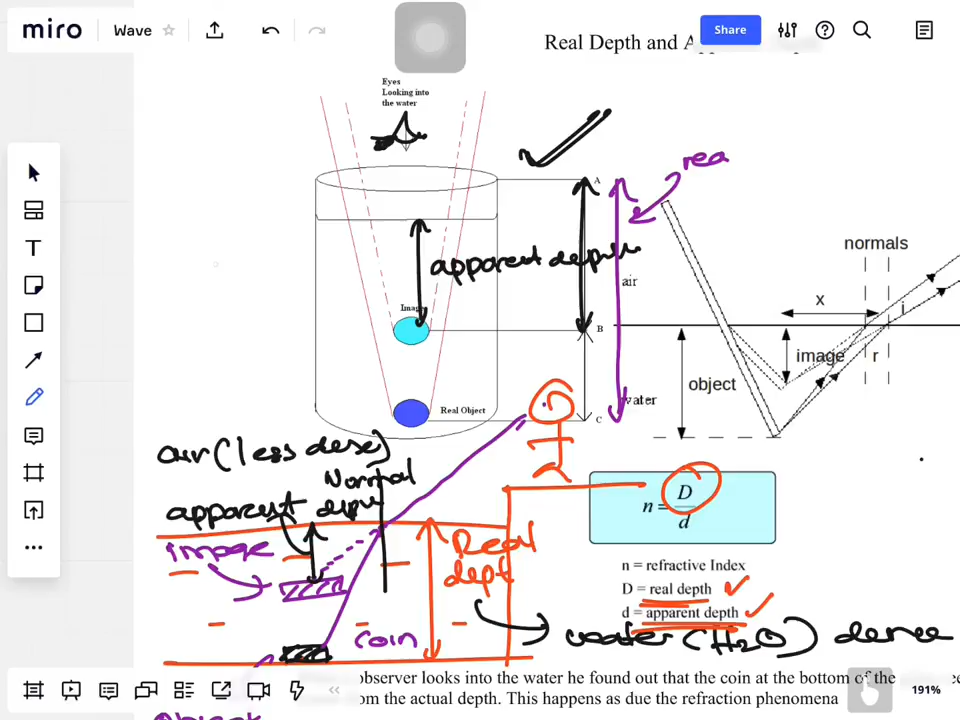 miro
Wave
Share
Real Depth and A
Eyes
Looking into
the water
A
rea
normals
apparent depth
air
x
i
Image
B
image
r
object
Real Object
water
C
air (less dese)
Normal
apparent
depth
n = D/d
image
Real
dept
n = refractive Index
D = real depth
d = apparent depth
coin
water (H2O) dense
observer looks into the water he found out that the coin at the bottom of the
om the actual depth. This happens as due the refraction phenomena
191%